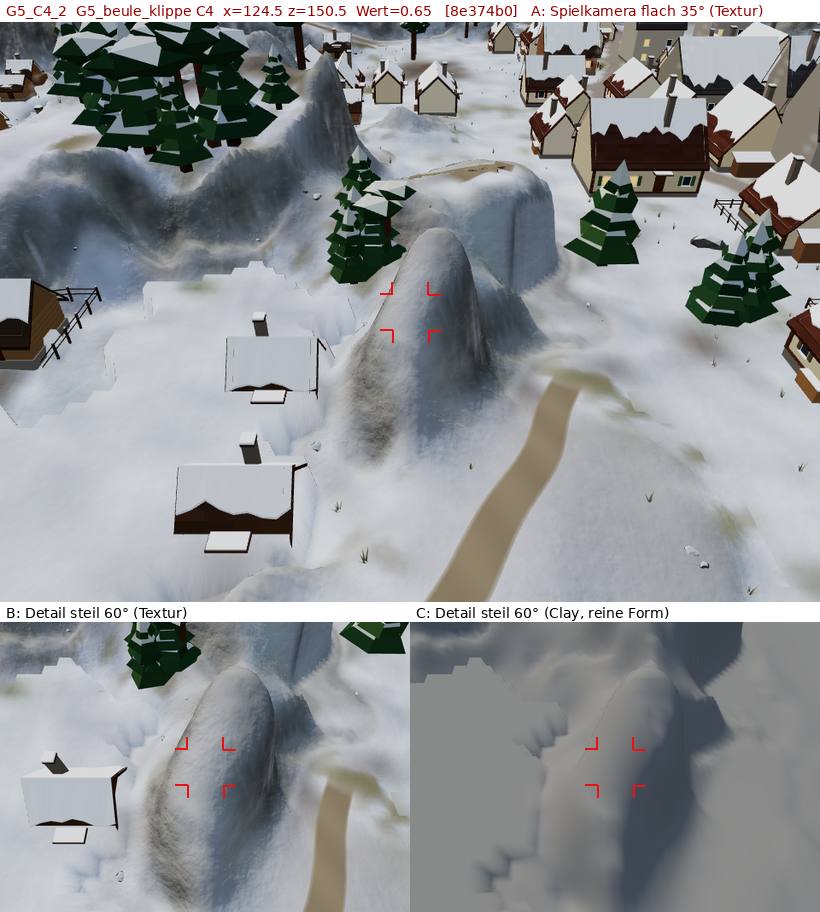 G5_C4_2  G5_beule_klippe C4  x=124.5 z=150.5  Wert=0.65   [8e374b0]   A: Spielkamera flach 35° (Textur)
B: Detail steil 60° (Textur)
C: Detail steil 60° (Clay, reine Form)